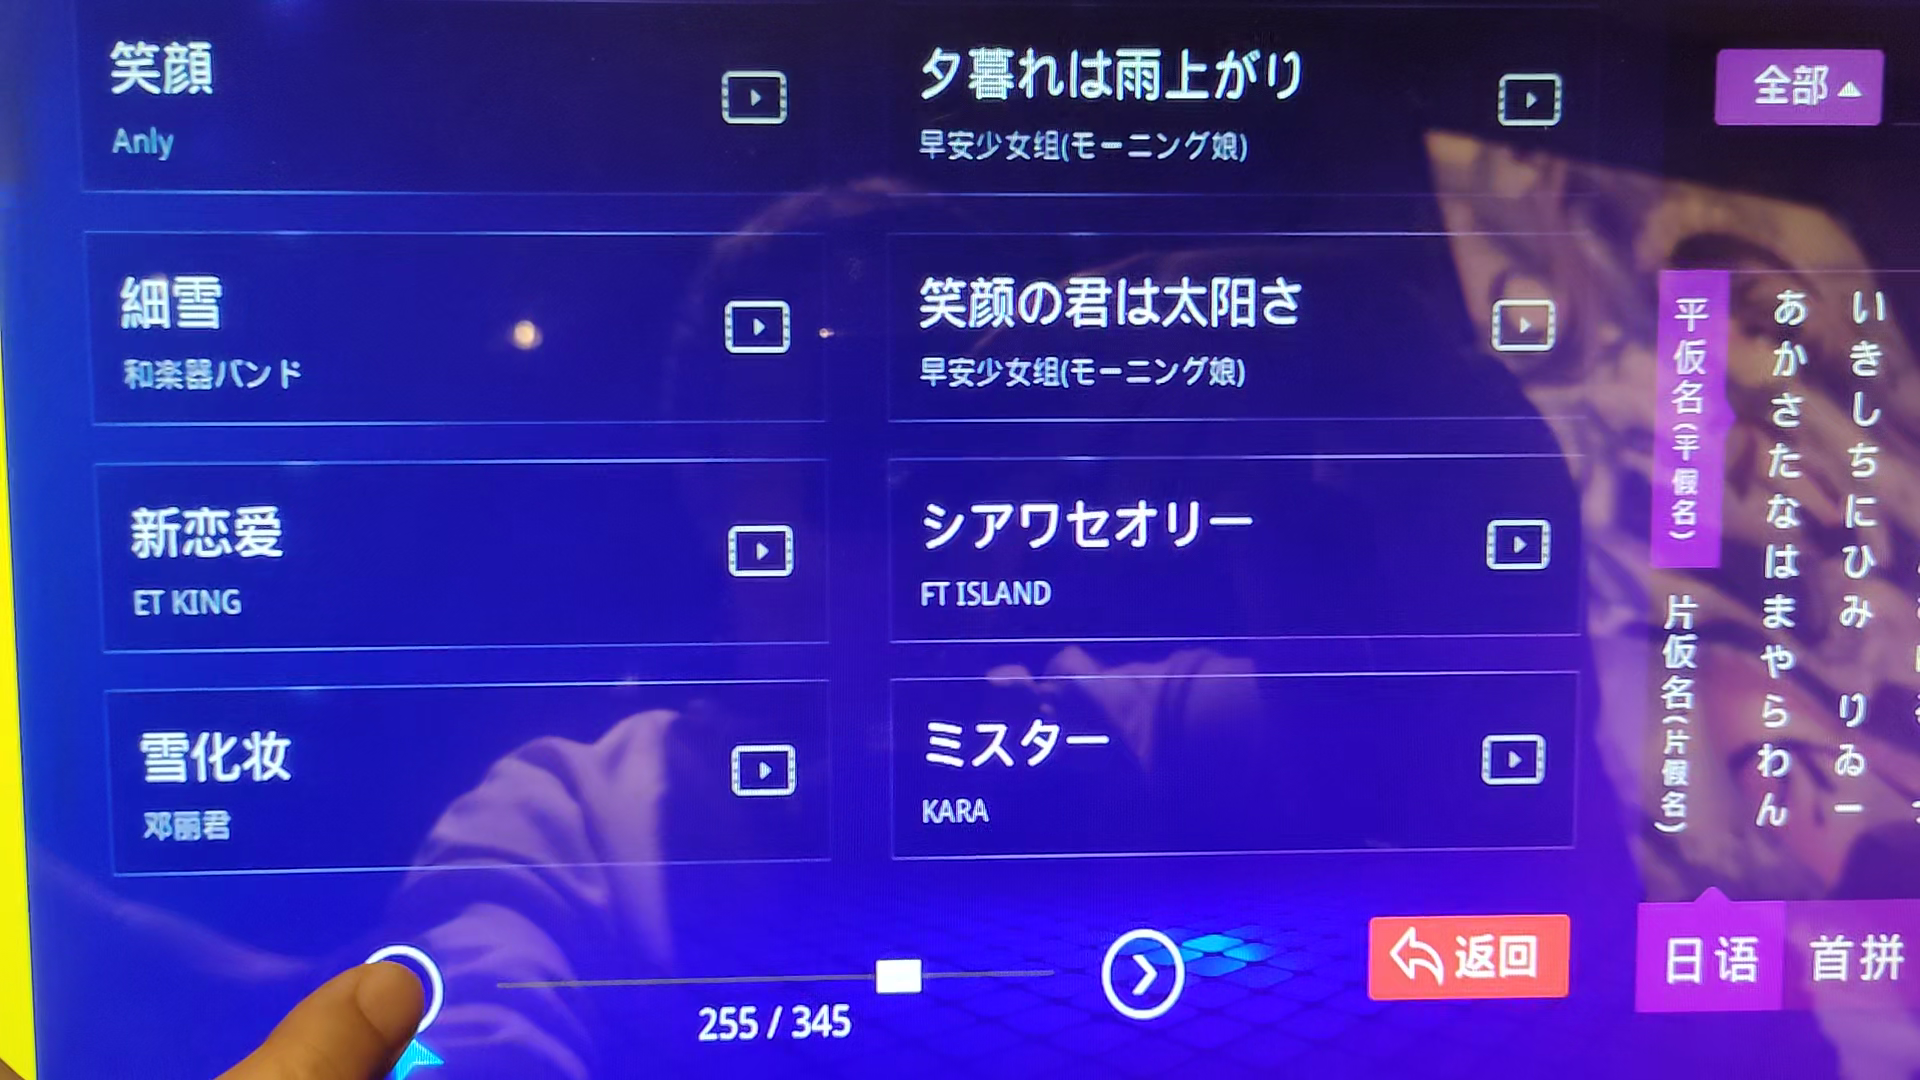 笑顔
Anly
夕暮れは雨上がり
早安少女组(モーニング娘)
全部
細雪
和楽器バンド
笑颜の君は太阳さ
早安少女组(モーニング娘)
新恋爱
ET KING
シアワセオリー
FT ISLAND
雪化妆
邓丽君
ミスター
KARA
平仮名(平假名)
片仮名(片假名)
あかさたなはまやらわん
いきしちにひみ りゐー
255 / 345
返回
日语
首拼